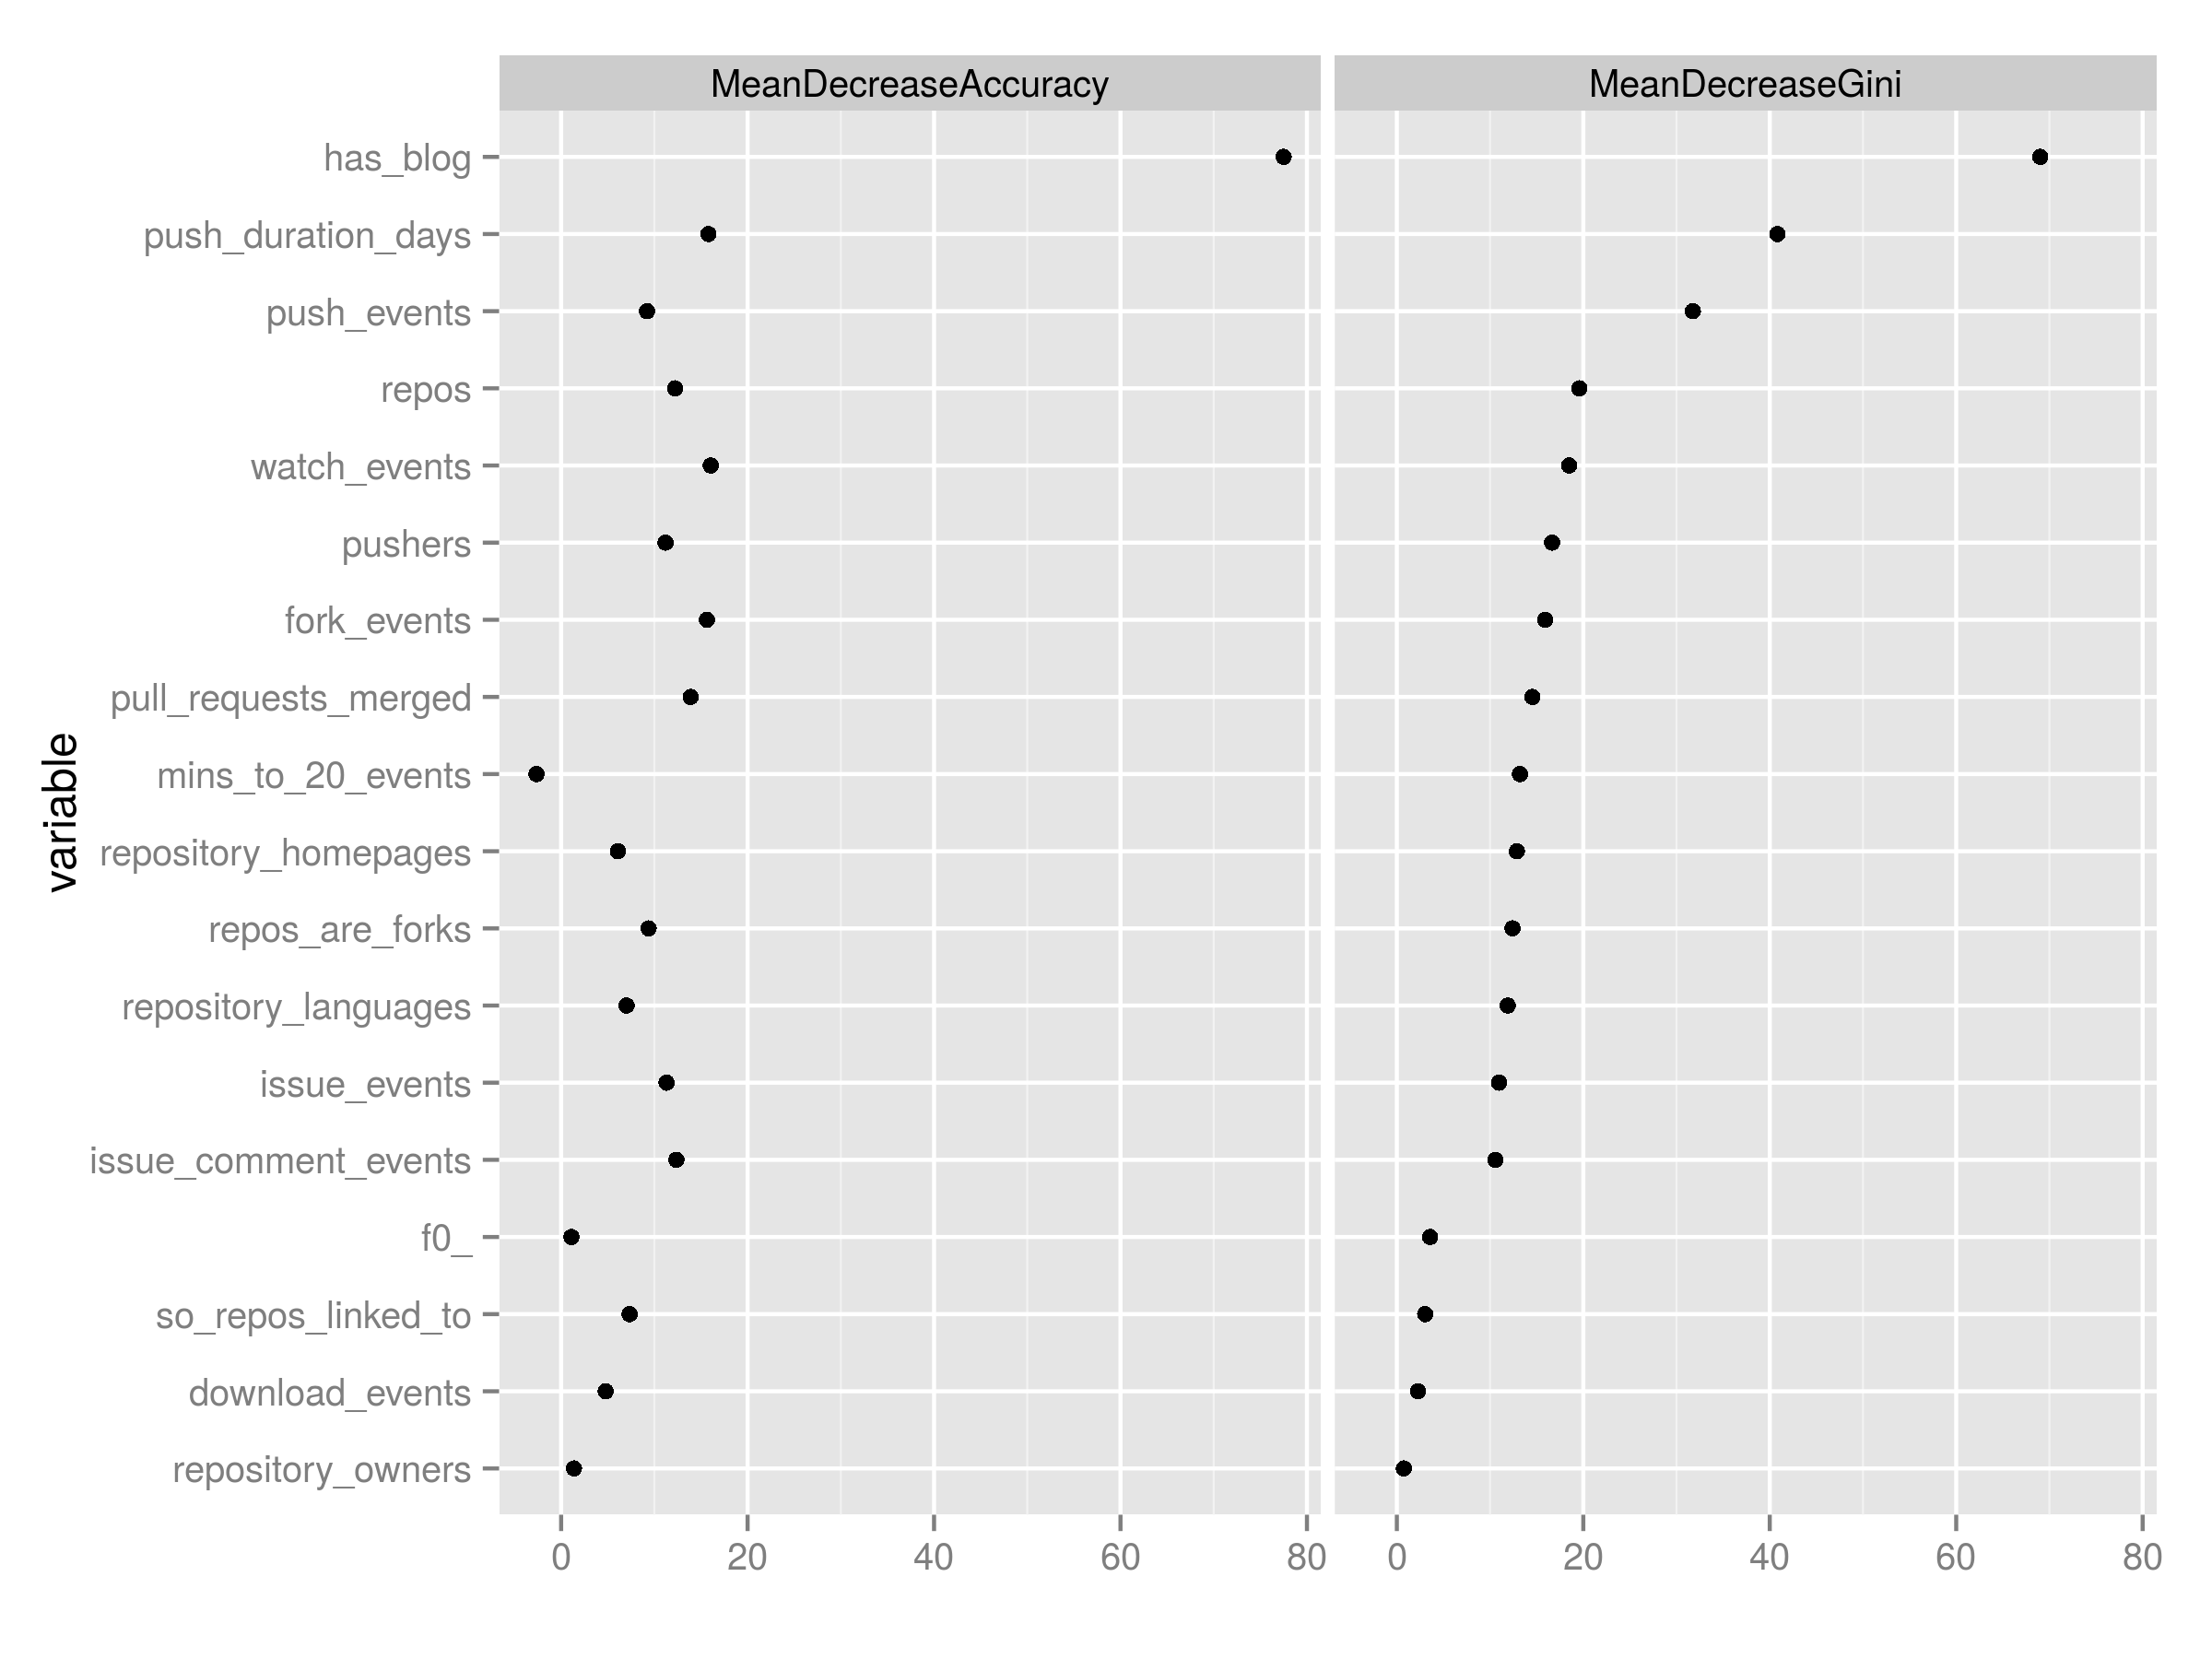 MeanDecreaseAccuracy MeanDecreaseGini
has_blog
push_duration_days
push_events
repos
watch_events
pushers
fork_events
pull_requests_merged
mins_to_20_events
repository_homepages
repos_are_forks
repository_languages
issue_events
issue_comment_events
f0_
so_repos_linked_to
download_events
repository_owners
variable
0 20 40 60 80 0 20 40 60 80